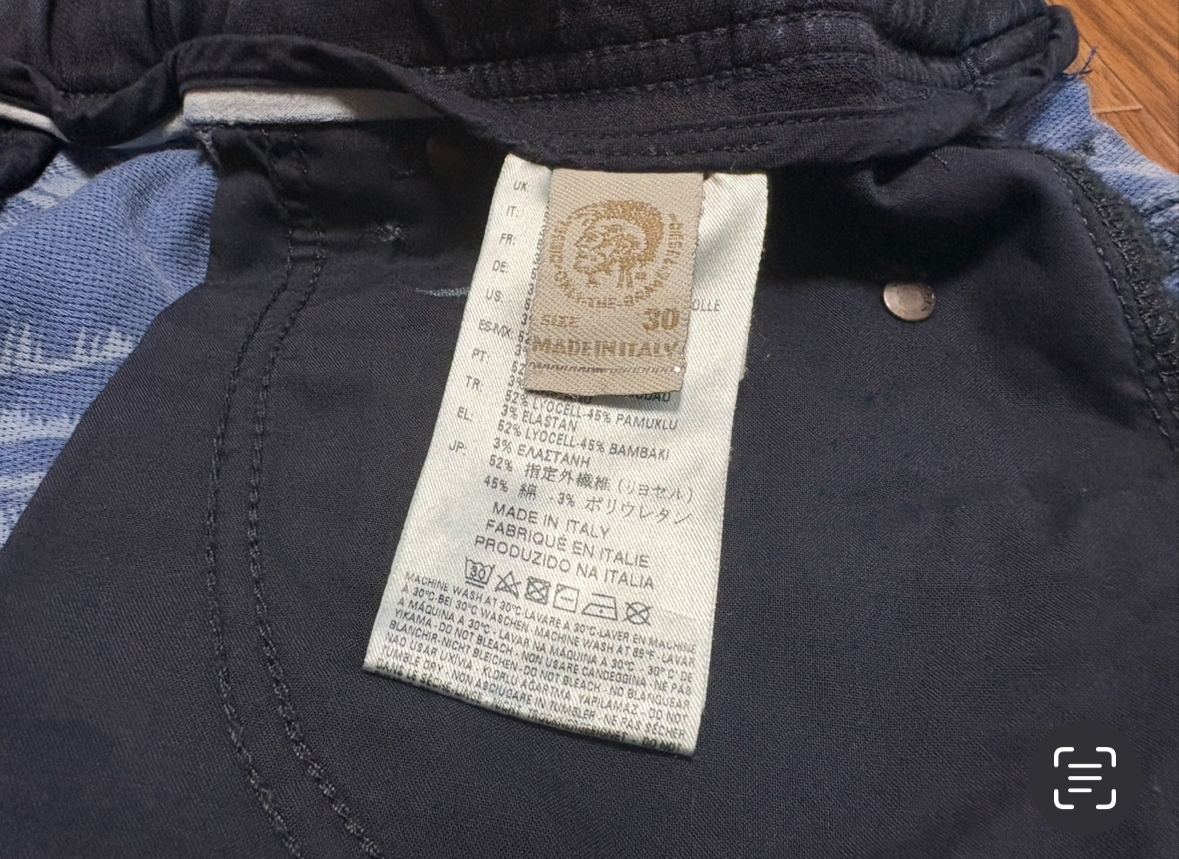 UK:
IT:
FR:
DE:
US:
ES-MX:
PT:
TR:
EL:
JP:
DIESEL
ONLY THE BRAVE
SIZE 30
MADE IN ITALY
52% LYOCELL-45% PAMUKLU
3% ELASTAN
52% LYOCELL-45% BAMBAKI
3% ΕΛΑΣΤΑΝΗ
52% 指定外繊維 (リヨセル)
45% 綿 -3% ポリウレタン
MADE IN ITALY
FABRIQUÉ EN ITALIE
PRODUZIDO NA ITALIA
30
MACHINE WASH AT 30°C-LAVARE A 30°C-LAVER EN MACHINE
À 30°C-BEI 30°C WASCHEN. MACHINE WASH AT 85°F-LAVAR
A MÁQUINA A 30°C - LAVAR NA MÁQUINA A 30°C - 30°C DE
YIKAMA - DO NOT BLEACH - NON USARE CANDEGGINA - NE PAS
BLANCHIR-NICHT BLEICHEN-DO NOT BLEACH - NO BLANQUEAR
NAO USAR LIXIVIA - KLORLU AGARTMA YAPILAMAZ - DO NOT
TUMBLE DRY - NON ASCIUGARE IN TUMBLER - NE PAS SÉCHER